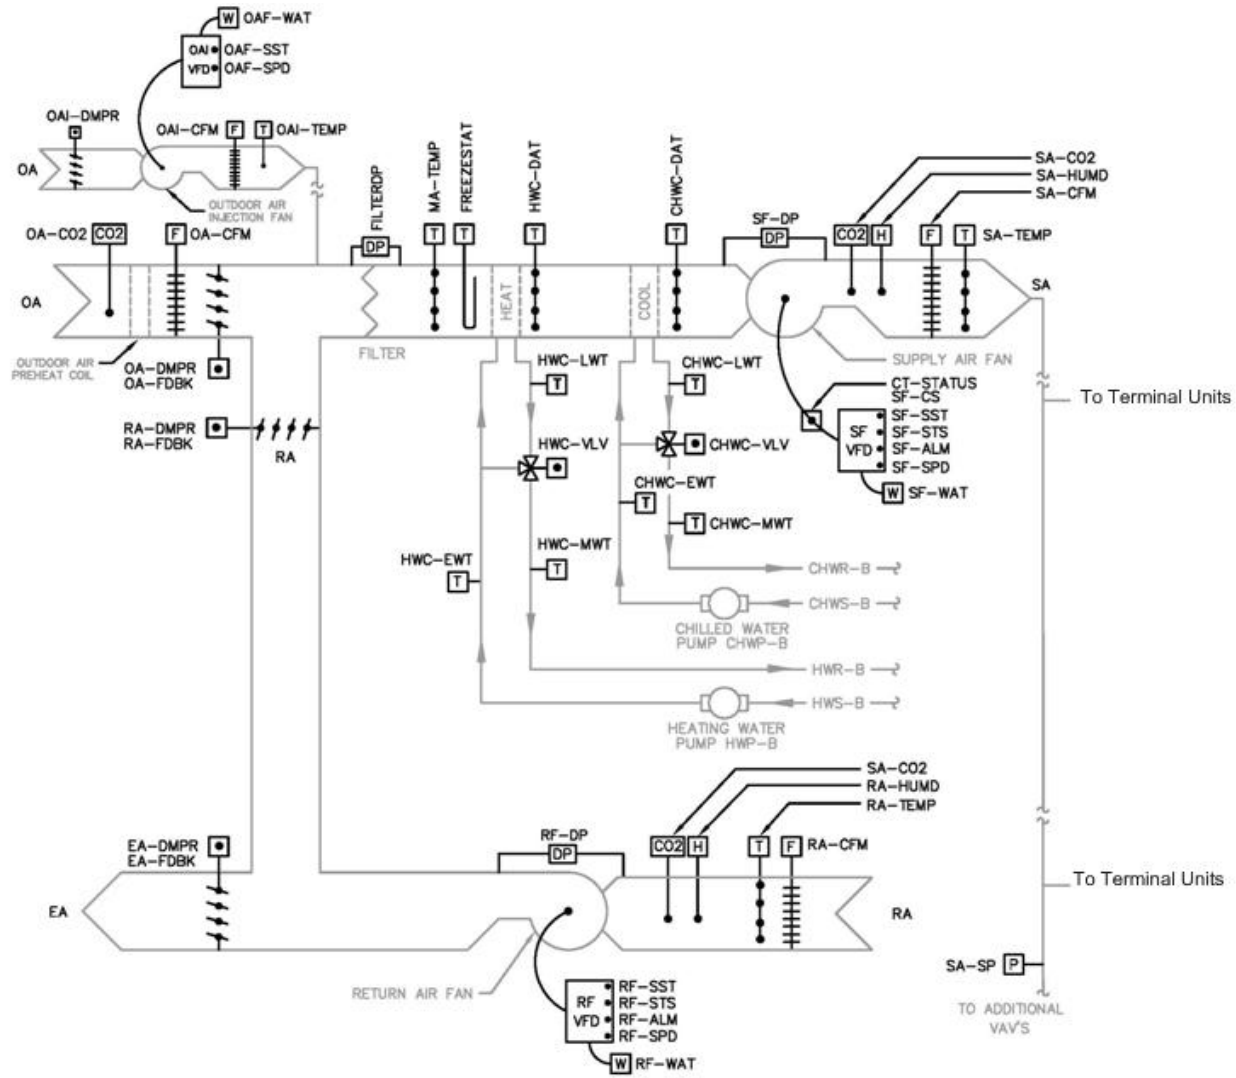 W OAF-WAT
OAI OAF-SST
VFD OAF-SPD
OAI-DMPR
OAI-CFM F T OAI-TEMP
OA
OUTDOOR AIR
INJECTION FAN
FILTERDP
DP
MA-TEMP
T
FREEZESTAT
T
HWC-DAT
T
CHWC-DAT
T
SF-DP
DP
SA-CO2
SA-HUMD
SA-CFM
CO2 H F T SA-TEMP
OA-CO2 CO2 F OA-CFM
OA
HEAT
COOL
SA
OUTDOOR AIR
PREHEAT COIL
FILTER
SUPPLY AIR FAN
OA-DMPR
OA-FDBK
HWC-LWT
T
CHWC-LWT
T
CT-STATUS
SF-CS
To Terminal Units
RA-DMPR
RA-FDBK
RA
HWC-VLV
CHWC-VLV
SF
VFD
SF-SST
SF-STS
SF-ALM
SF-SPD
W SF-WAT
CHWC-EWT
T
T CHWC-MWT
HWC-EWT
T
HWC-MWT
T
CHWR-B
CHWS-B
CHILLED WATER
PUMP CHWP-B
HWR-B
HWS-B
HEATING WATER
PUMP HWP-B
SA-CO2
RA-HUMD
RA-TEMP
EA-DMPR
EA-FDBK
RF-DP
DP
CO2 H T F RA-CFM
EA
RA
To Terminal Units
SA-SP P
RETURN AIR FAN
RF
VFD
RF-SST
RF-STS
RF-ALM
RF-SPD
W RF-WAT
TO ADDITIONAL
VAV'S